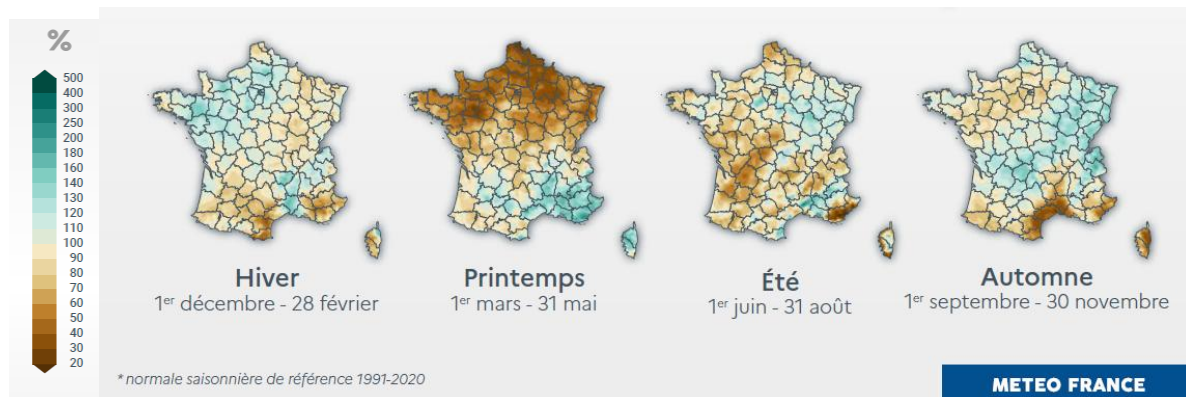 %
500
400
300
250
180
160
140
130
120
110
100
90
80
70
60
50
40
30
20
Hiver
1er décembre - 28 février
Printemps
1er mars - 31 mai
Été
1er juin - 31 août
Automne
1er septembre - 30 novembre
* normale saisonnière de référence 1991-2020
METEO FRANCE